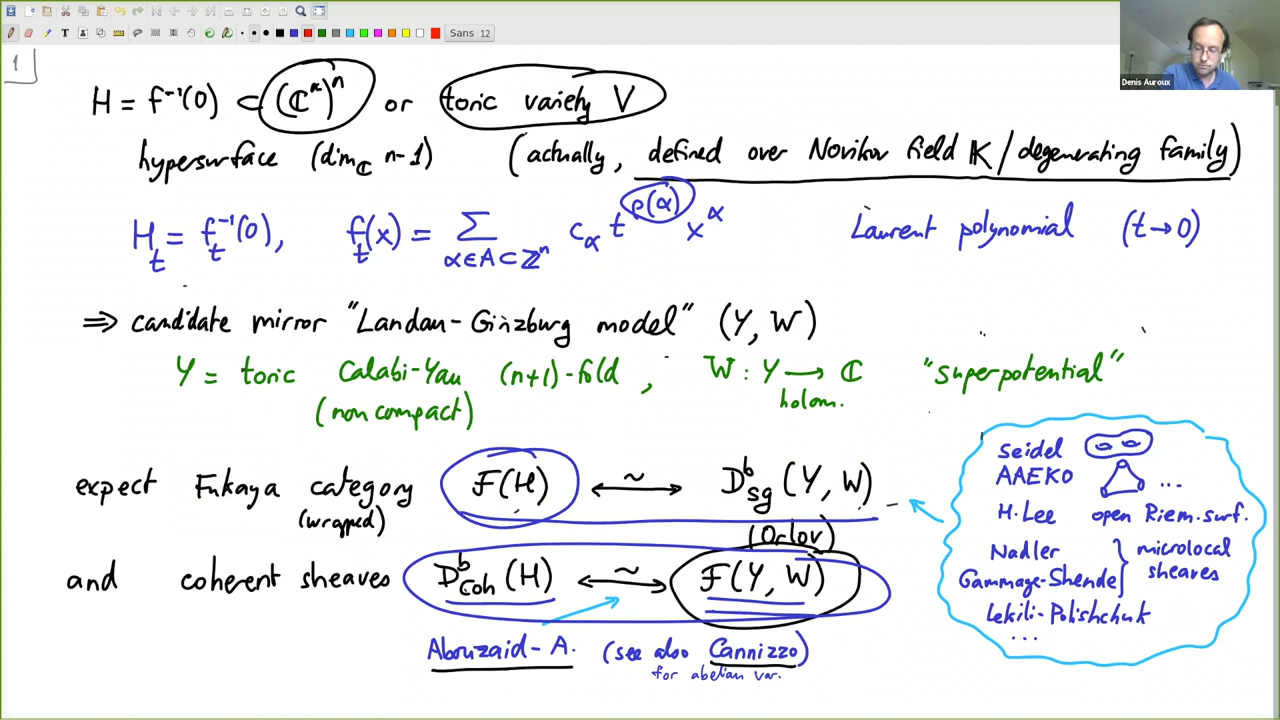 Sans 12
Denis Auroux
1
H = f⁻¹(0) ⊂ (ℂ*)ⁿ or toric variety V
hypersurface (dim_ℂ n-1) (actually, defined over Novikov field 𝕂 / degenerating family)
H_t = f_t⁻¹(0), f_t(x) = Σ_{α∈A⊂ℤⁿ} c_α t^{ρ(α)} x^α Laurent polynomial (t→0)
⇒ candidate mirror "Landau-Ginzburg model" (Y, W)
Y = toric Calabi-Yau (n+1)-fold, W : Y → ℂ "superpotential"
(non compact) holom.
expect Fukaya category F(H) ⟷~ D^b_sg (Y, W)
(wrapped) (Orlov)
and coherent sheaves D^b_Coh (H) ⟷~ F(Y, W)
Abouzaid-A. (see also Cannizzo)
for abelian var.
Seidel
AAEKO ...
H. Lee open Riem. surf.
Nadler
Gammage-Shende } microlocal sheaves
Lekili-Polishchuk
...